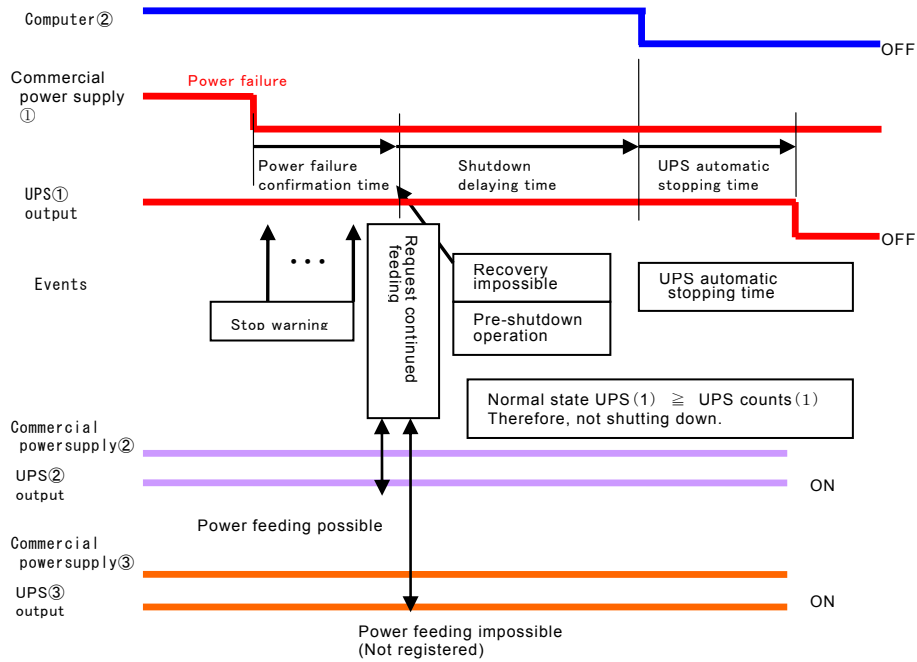 Computer②
OFF
Commercial
power supply
①
Power failure
Power failure
confirmation time
Shutdown
delaying time
UPS automatic
stopping time
UPS①
output
OFF
Events
• • •
Stop warning
Request continued
feeding
Recovery
impossible
Pre-shutdown
operation
UPS automatic
stopping time
Normal state UPS(1) ≧ UPS counts(1)
Therefore, not shutting down.
Commercial
powersupply②
UPS②
output
ON
Power feeding possible
Commercial
powersupply③
UPS③
output
ON
Power feeding impossible
(Not registered)